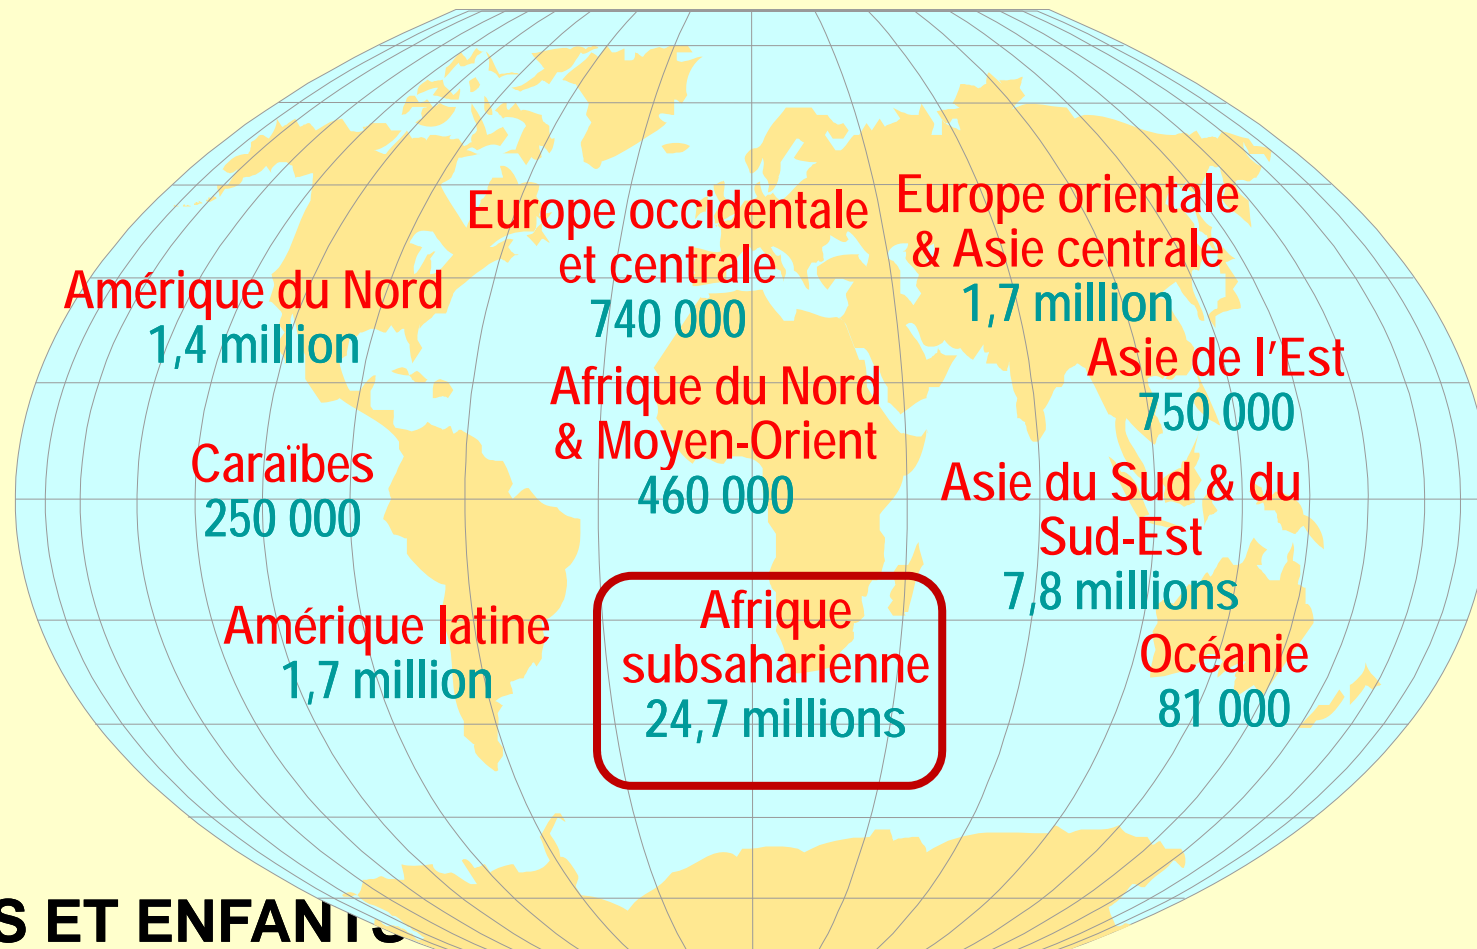 Europe occidentale
et centrale
740 000
Europe orientale
& Asie centrale
1,7 million
Amérique du Nord
1,4 million
Asie de l'Est
750 000
Afrique du Nord
& Moyen-Orient
460 000
Caraïbes
250 000
Asie du Sud & du
Sud-Est
7,8 millions
Afrique
subsaharienne
24,7 millions
Amérique latine
1,7 million
Océanie
81 000
S ET ENFANTS